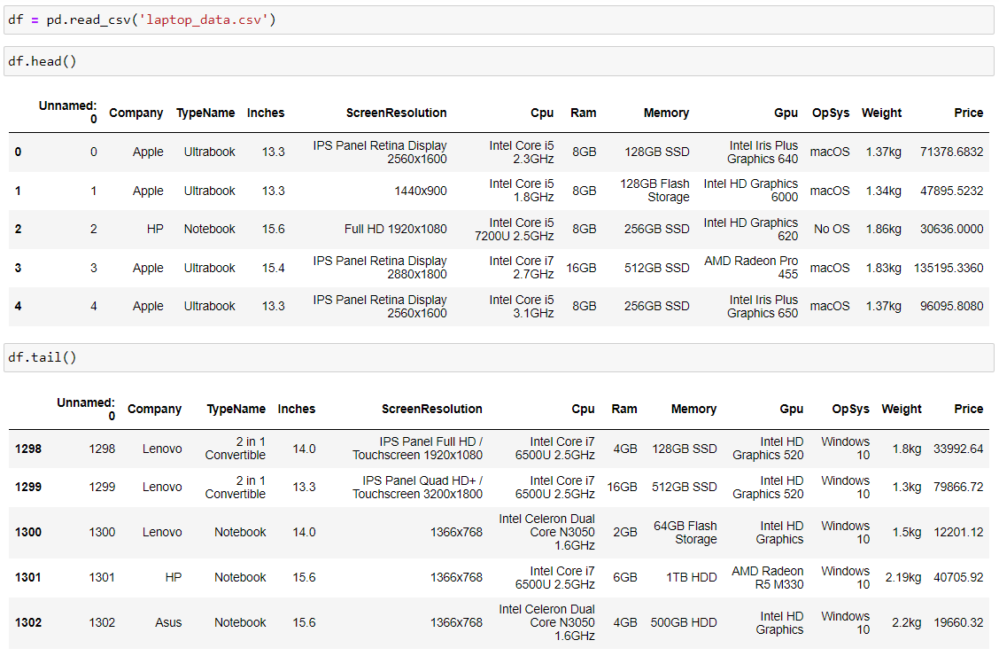 df = pd.read_csv('laptop_data.csv')
df.head()
Unnamed: 0 Company TypeName Inches ScreenResolution Cpu Ram Memory Gpu OpSys Weight Price
0 0 Apple Ultrabook 13.3 IPS Panel Retina Display 2560x1600 Intel Core i5 2.3GHz 8GB 128GB SSD Intel Iris Plus Graphics 640 macOS 1.37kg 71378.6832
1 1 Apple Ultrabook 13.3 1440x900 Intel Core i5 1.8GHz 8GB 128GB Flash Storage Intel HD Graphics 6000 macOS 1.34kg 47895.5232
2 2 HP Notebook 15.6 Full HD 1920x1080 Intel Core i5 7200U 2.5GHz 8GB 256GB SSD Intel HD Graphics 620 No OS 1.86kg 30636.0000
3 3 Apple Ultrabook 15.4 IPS Panel Retina Display 2880x1800 Intel Core i7 2.7GHz 16GB 512GB SSD AMD Radeon Pro 455 macOS 1.83kg 135195.3360
4 4 Apple Ultrabook 13.3 IPS Panel Retina Display 2560x1600 Intel Core i5 3.1GHz 8GB 256GB SSD Intel Iris Plus Graphics 650 macOS 1.37kg 96095.8080
df.tail()
Unnamed: 0 Company TypeName Inches ScreenResolution Cpu Ram Memory Gpu OpSys Weight Price
1298 1298 Lenovo 2 in 1 Convertible 14.0 IPS Panel Full HD / Touchscreen 1920x1080 Intel Core i7 6500U 2.5GHz 4GB 128GB SSD Intel HD Graphics 520 Windows 10 1.8kg 33992.64
1299 1299 Lenovo 2 in 1 Convertible 13.3 IPS Panel Quad HD+ / Touchscreen 3200x1800 Intel Core i7 6500U 2.5GHz 16GB 512GB SSD Intel HD Graphics 520 Windows 10 1.3kg 79866.72
1300 1300 Lenovo Notebook 14.0 1366x768 Intel Celeron Dual Core N3050 1.6GHz 2GB 64GB Flash Storage Intel HD Graphics Windows 10 1.5kg 12201.12
1301 1301 HP Notebook 15.6 1366x768 Intel Core i7 6500U 2.5GHz 6GB 1TB HDD AMD Radeon R5 M330 Windows 10 2.19kg 40705.92
1302 1302 Asus Notebook 15.6 1366x768 Intel Celeron Dual Core N3050 1.6GHz 4GB 500GB HDD Intel HD Graphics Windows 10 2.2kg 19660.32